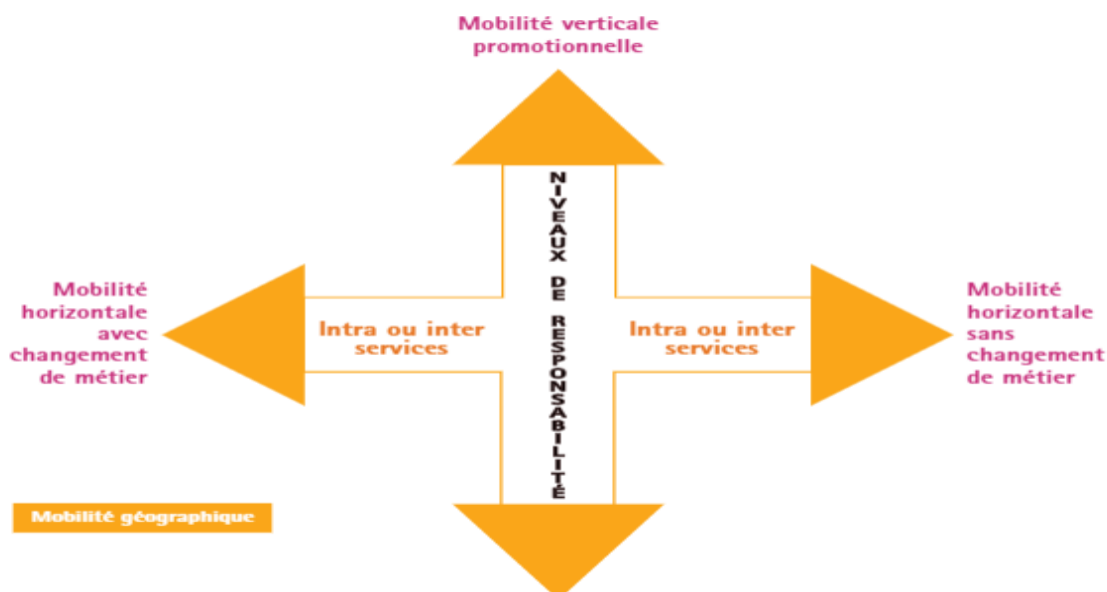 Mobilité verticale
promotionnelle
NIVEAUX DE RESPONSABILITÉ
Mobilité
horizontale
avec
changement
de métier
Intra ou inter
services
Intra ou inter
services
Mobilité
horizontale
sans
changement
de métier
Mobilité géographique